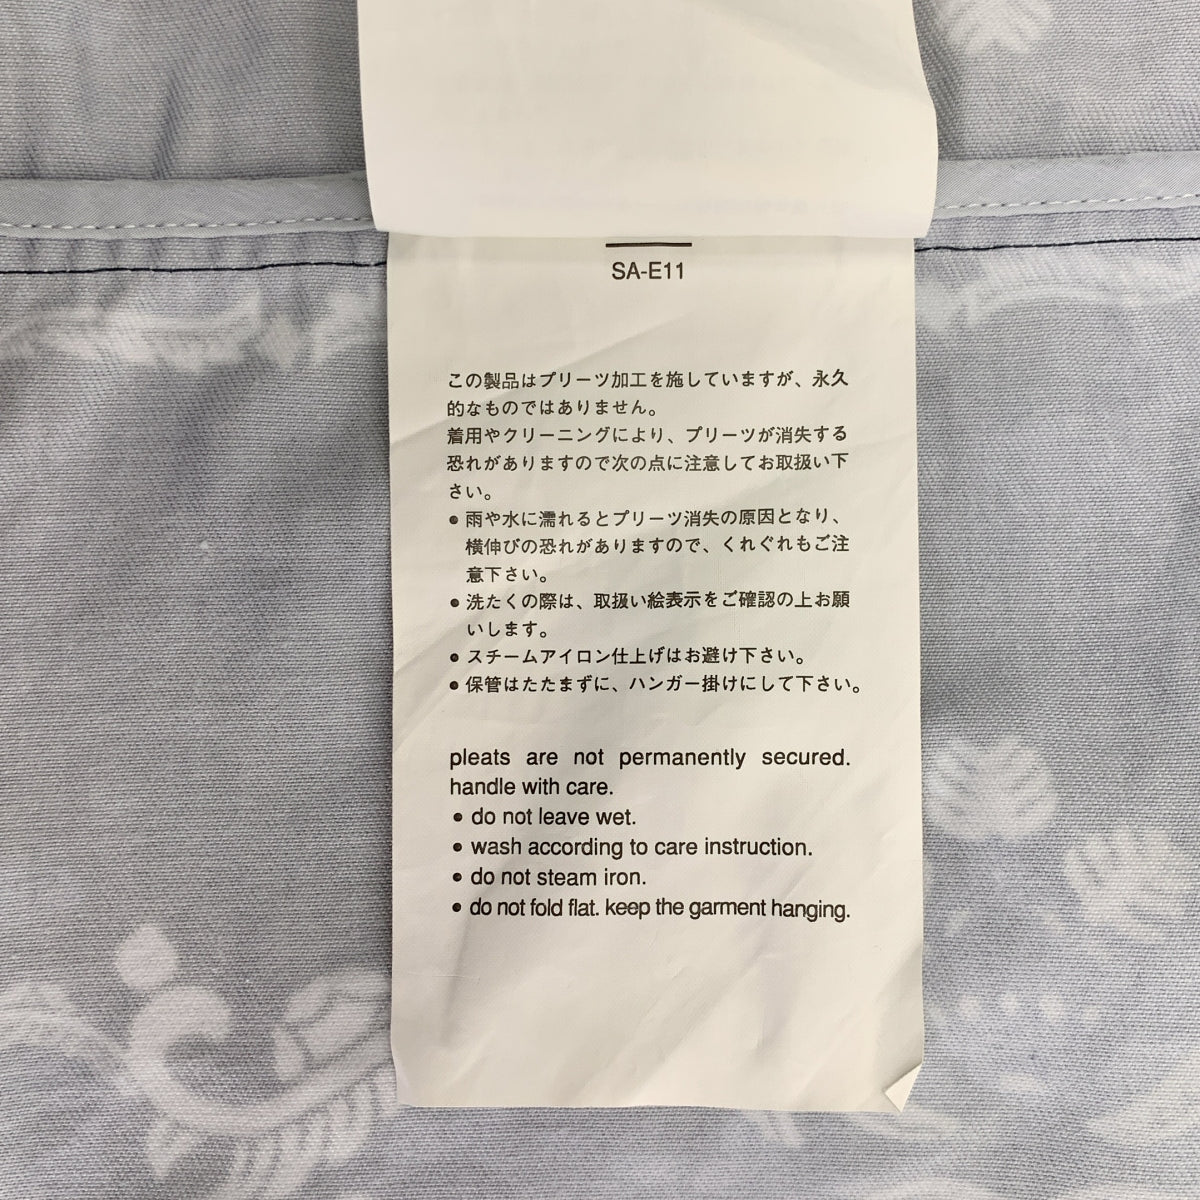 SA-E11
この製品はプリーツ加工を施していますが、永久
的なものではありません。
着用やクリーニングにより、プリーツが消失する
恐れがありますので次の点に注意してお取扱い下
さい。
● 雨や水に濡れるとプリーツ消失の原因となり、
横伸びの恐れがありますので、くれぐれもご注
意下さい。
● 洗たくの際は、取扱い絵表示をご確認の上お願
いします。
● スチームアイロン仕上げはお避け下さい。
● 保管はたたまずに、ハンガー掛けにして下さい。
pleats are not permanently secured.
handle with care.
● do not leave wet.
● wash according to care instruction.
● do not steam iron.
● do not fold flat. keep the garment hanging.